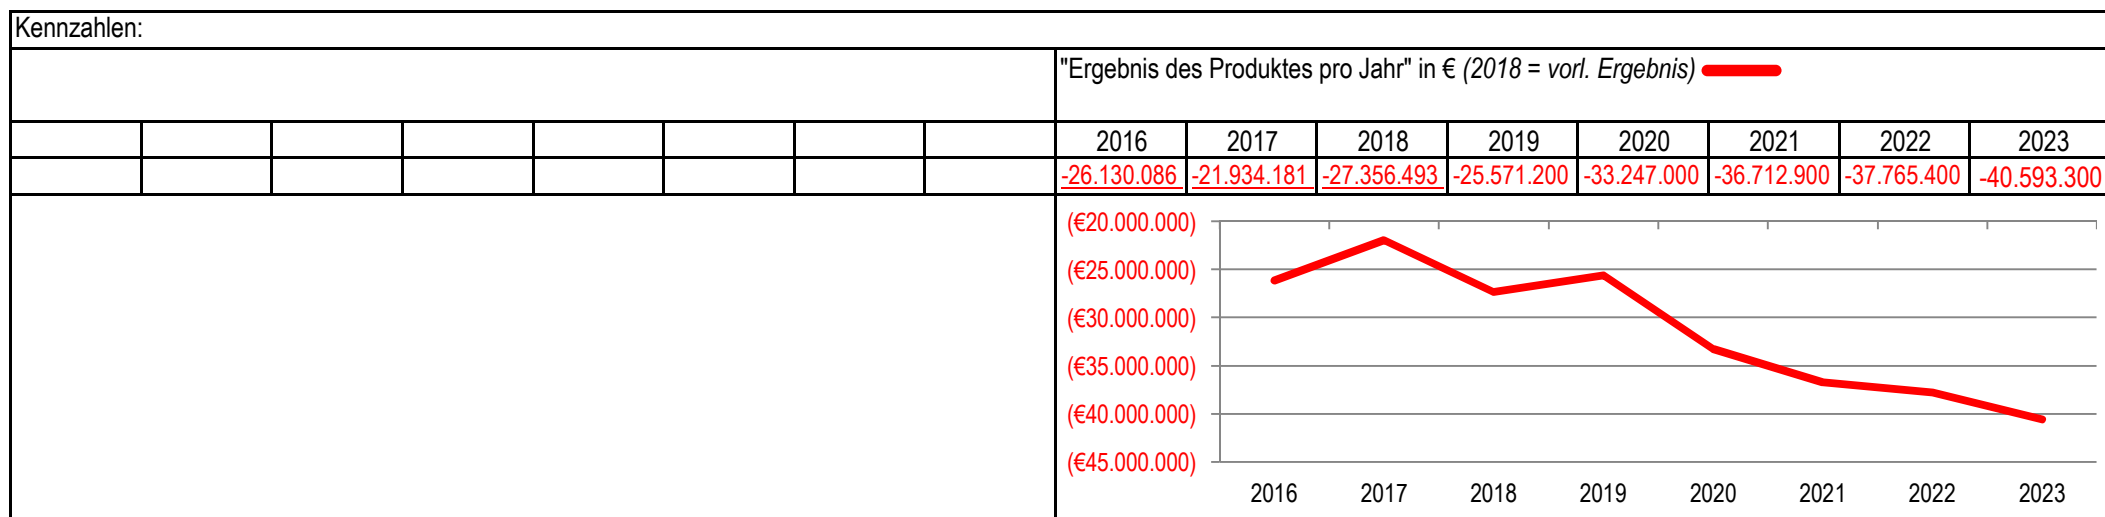 Kennzahlen:
"Ergebnis des Produktes pro Jahr" in € (2018 = vorl. Ergebnis)
2016 2017 2018 2019 2020 2021 2022 2023
-26.130.086 -21.934.181 -27.356.493 -25.571.200 -33.247.000 -36.712.900 -37.765.400 -40.593.300
(€20.000.000)
(€25.000.000)
(€30.000.000)
(€35.000.000)
(€40.000.000)
(€45.000.000)
2016 2017 2018 2019 2020 2021 2022 2023